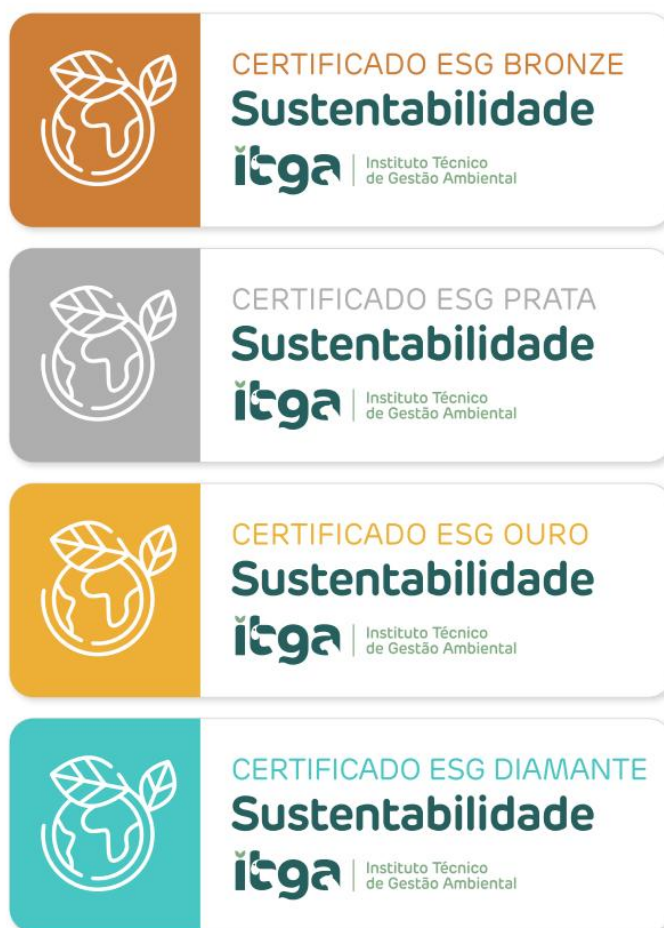 CERTIFICADO ESG BRONZE
Sustentabilidade
itga
Instituto Técnico
de Gestão Ambiental
CERTIFICADO ESG PRATA
Sustentabilidade
itga
Instituto Técnico
de Gestão Ambiental
CERTIFICADO ESG OURO
Sustentabilidade
itga
Instituto Técnico
de Gestão Ambiental
CERTIFICADO ESG DIAMANTE
Sustentabilidade
itga
Instituto Técnico
de Gestão Ambiental